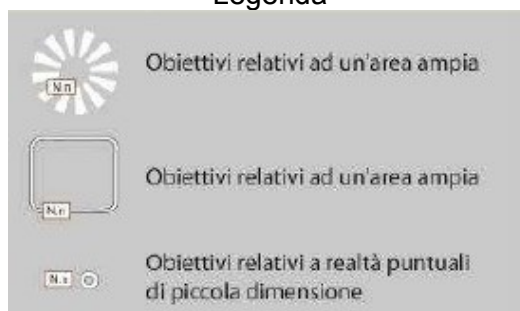 Legenda
N.n
Obiettivi relativi ad un'area ampia
N.n
Obiettivi relativi ad un'area ampia
Obiettivi relativi a realtà puntuali
di piccola dimensione